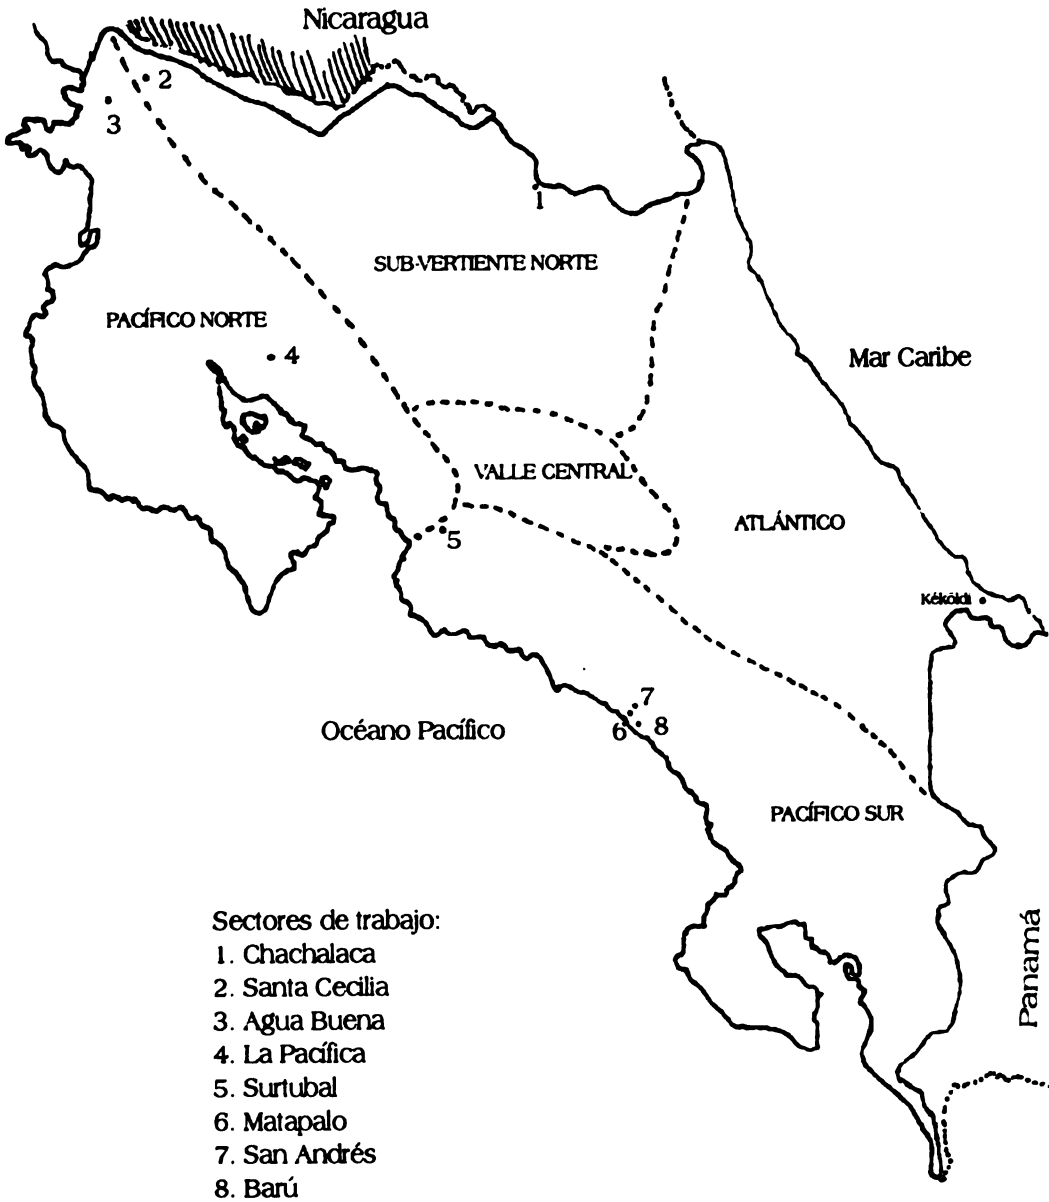 Nicaragua
2
3
1
SUB-VERTIENTE NORTE
PACÍFICO NORTE
4
Mar Caribe
VALLE CENTRAL
ATLÁNTICO
5
Kéköldi
7
6
8
Océano Pacífico
PACÍFICO SUR
Panamá
Sectores de trabajo:
1. Chachalaca
2. Santa Cecilia
3. Agua Buena
4. La Pacífica
5. Surtubal
6. Matapalo
7. San Andrés
8. Barú